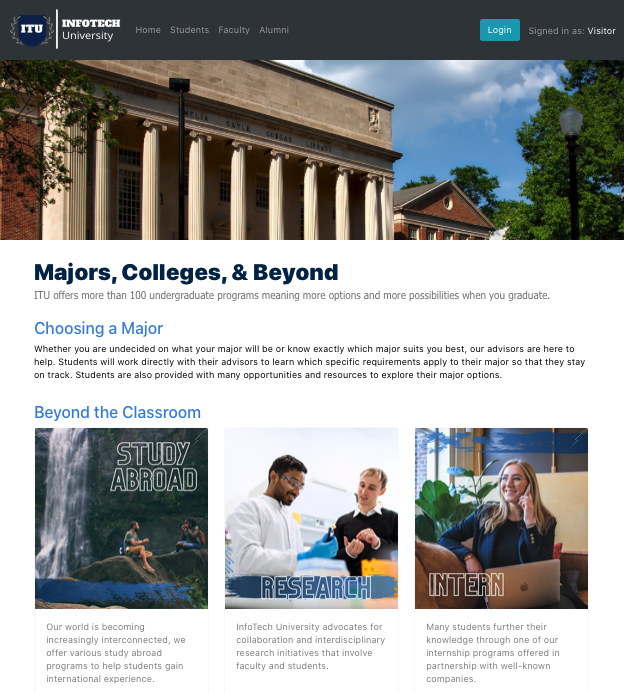 ITU
INFOTECH
University
Home Students Faculty Alumni
Login
Signed in as: Visitor
AMELIA GAYLE GORGAS LIBRARY
Majors, Colleges, & Beyond
ITU offers more than 100 undergraduate programs meaning more options and more possibilities when you graduate.
Choosing a Major
Whether you are undecided on what your major will be or know exactly which major suits you best, our advisors are here to
help. Students will work directly with their advisors to learn which specific requirements apply to their major so that they stay
on track. Students are also provided with many opportunities and resources to explore their major options.
Beyond the Classroom
STUDY
ABROAD
Our world is becoming
increasingly interconnected, we
offer various study abroad
programs to help students gain
international experience.
RESEARCH
InfoTech University advocates for
collaboration and interdisciplinary
research initiatives that involve
faculty and students.
INTERN
Many students further their
knowledge through one of our
internship programs offered in
partnership with well-known
companies.